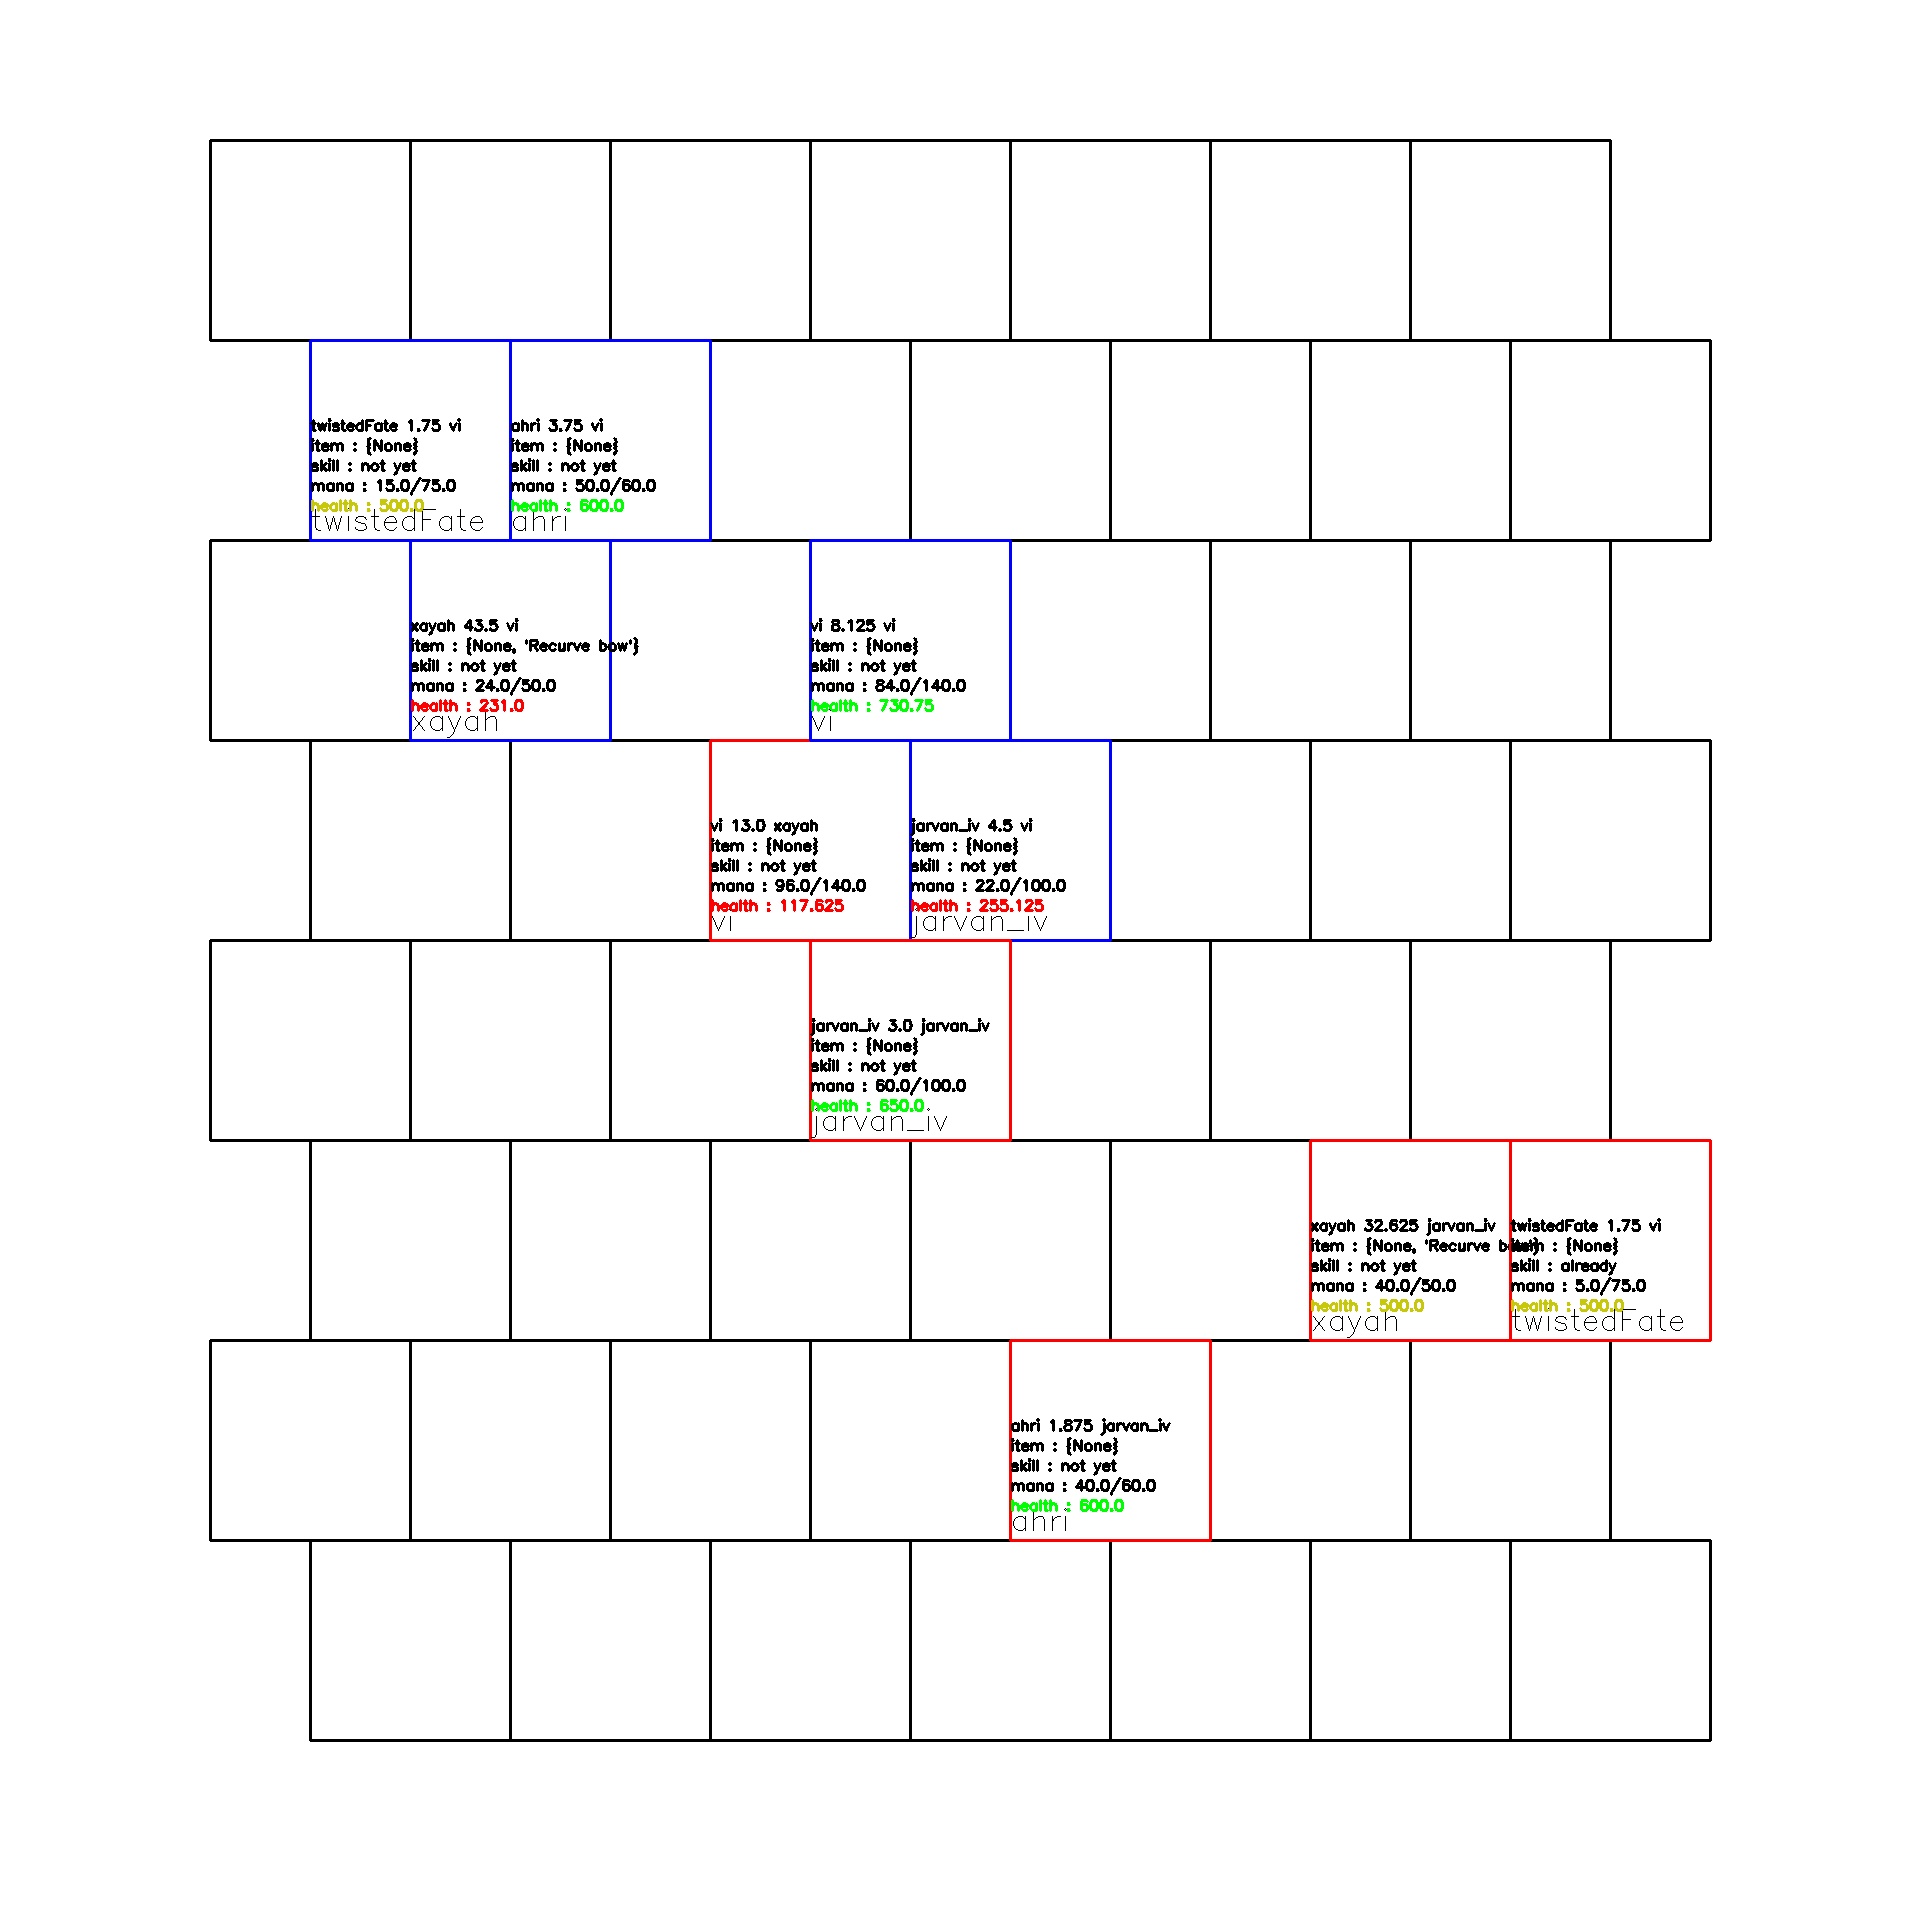 twistedFate 1.75 vi
item : {None}
skill : not yet
mana : 15.0/75.0
health : 500.0
twistedFate
ahri 3.75 vi
item : {None}
skill : not yet
mana : 50.0/60.0
health : 600.0
ahri
xayah 43.5 vi
item : {None, 'Recurve bow'}
skill : not yet
mana : 24.0/50.0
health : 231.0
xayah
vi 8.125 vi
item : {None}
skill : not yet
mana : 84.0/140.0
health : 730.75
vi
vi 13.0 xayah
item : {None}
skill : not yet
mana : 96.0/140.0
health : 117.625
vi
jarvan_iv 4.5 vi
item : {None}
skill : not yet
mana : 22.0/100.0
health : 255.125
jarvan_iv
jarvan_iv 3.0 jarvan_iv
item : {None}
skill : not yet
mana : 60.0/100.0
health : 650.0
jarvan_iv
xayah 32.625 jarvan_iv
item : {None, 'Recurve bow'}
skill : not yet
mana : 40.0/50.0
health : 500.0
xayah
twistedFate 1.75 vi
item : {None}
skill : already
mana : 5.0/75.0
health : 500.0
twistedFate
ahri 1.875 jarvan_iv
item : {None}
skill : not yet
mana : 40.0/60.0
health : 600.0
ahri